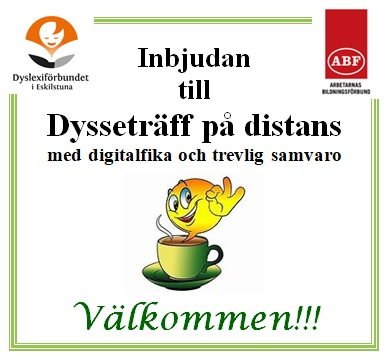 Dyslexiförbundet
i Eskilstuna
ABF
ARBETARNAS
BILDNINGSFÖRBUND
Inbjudan
till
Dysseträff på distans
med digitalfika och trevlig samvaro
Välkommen!!!